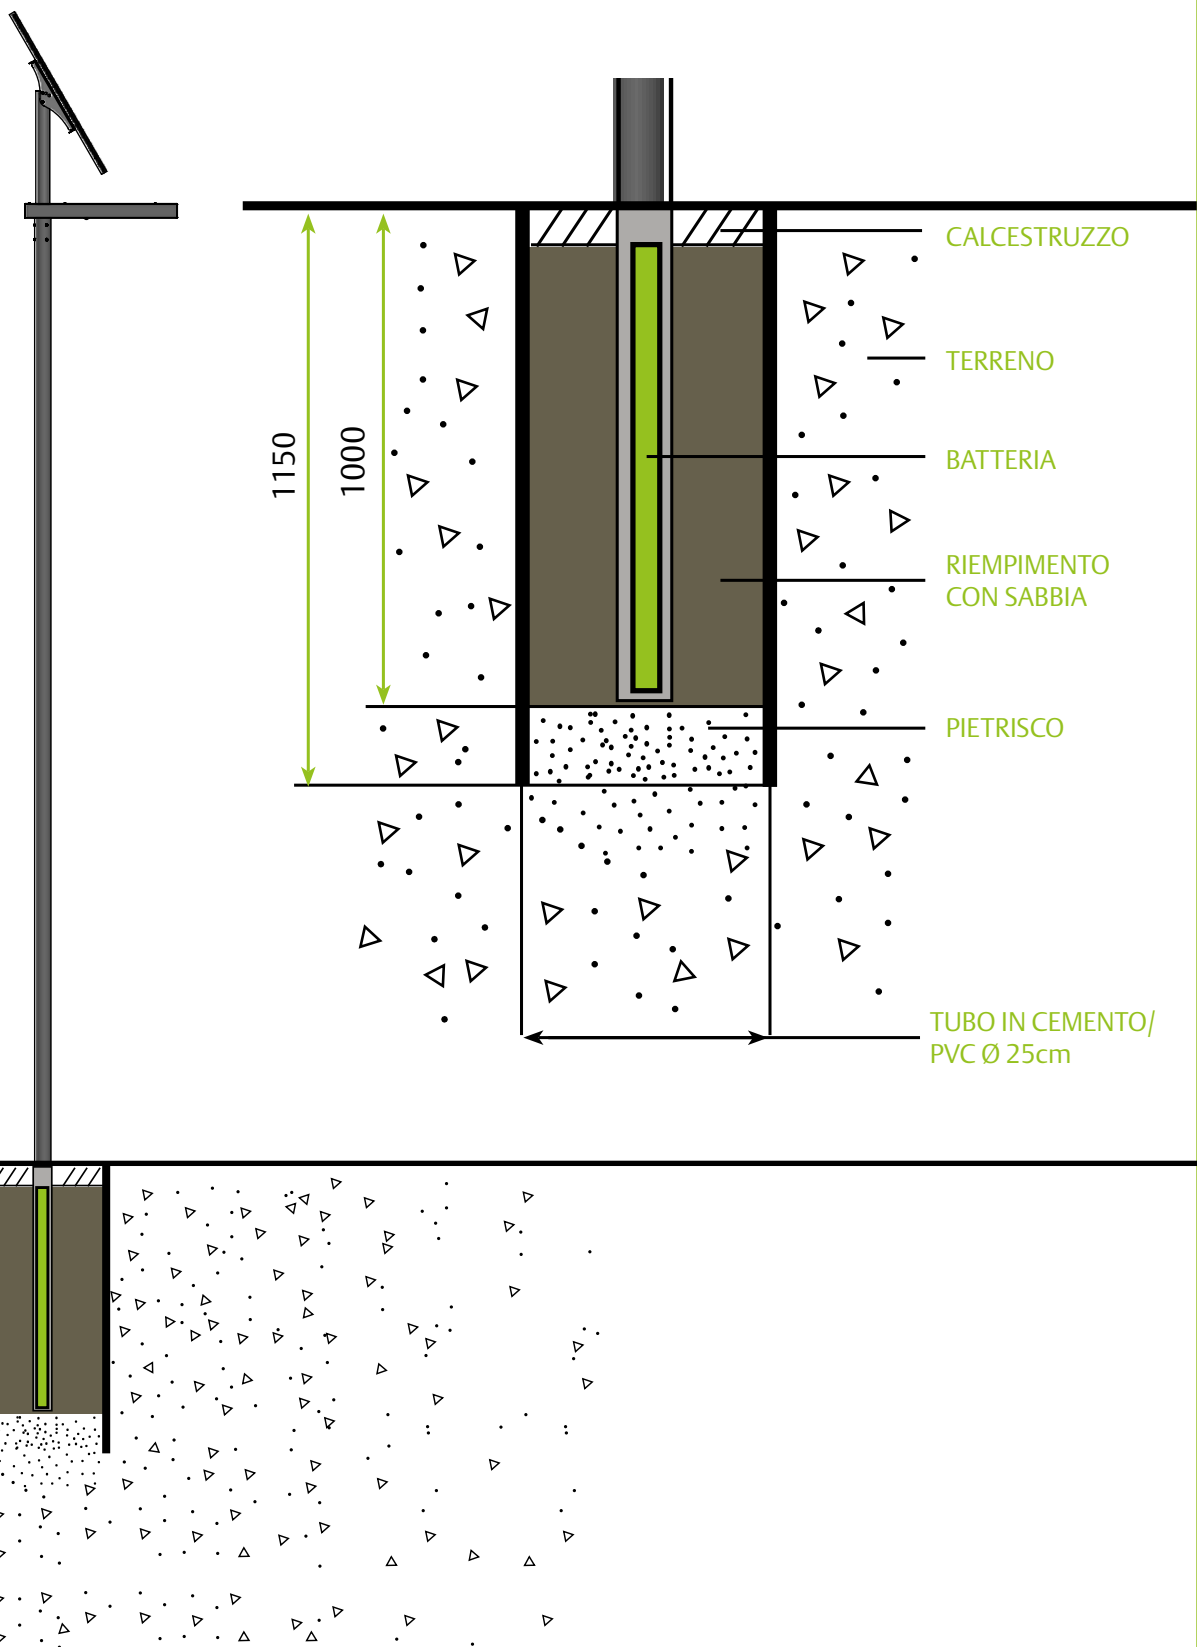 CALCESTRUZZO
TERRENO
1150
1000
BATTERIA
RIEMPIMENTO
CON SABBIA
PIETRISCO
TUBO IN CEMENTO/
PVC Ø 25cm